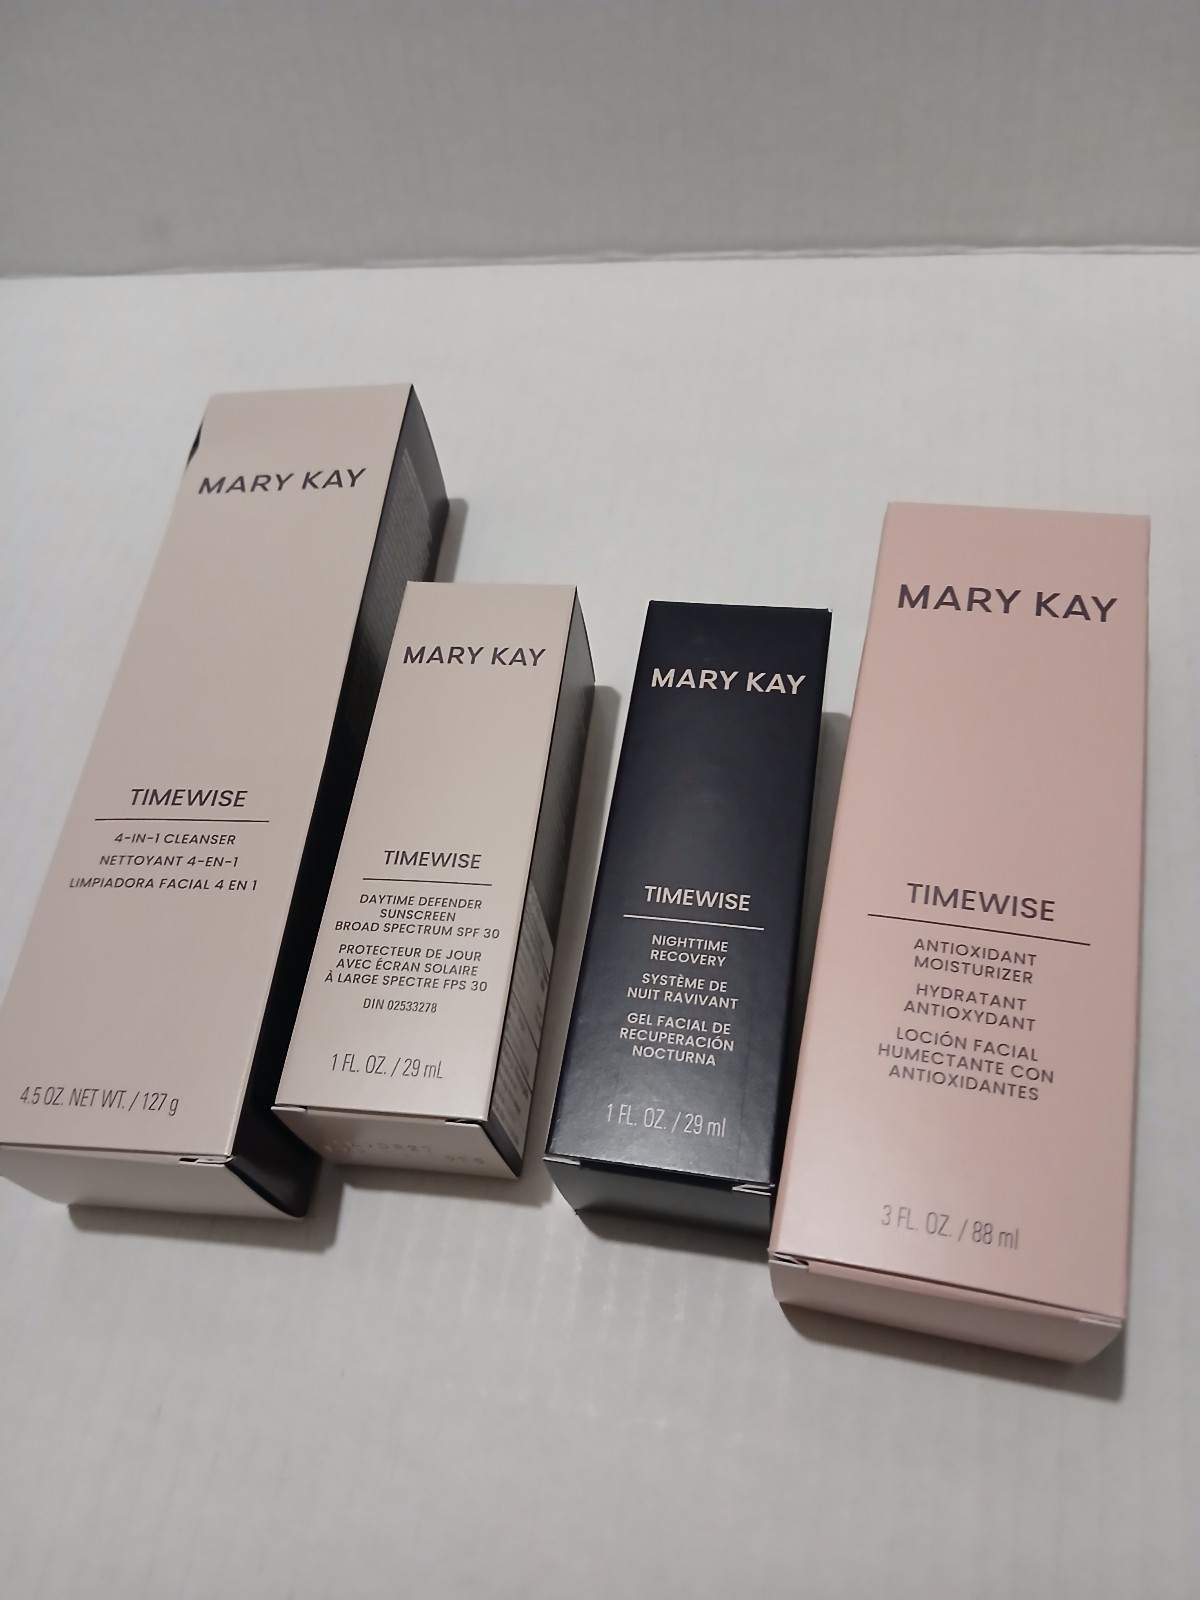 MARY KAY
TIMEWISE
4-IN-1 CLEANSER
NETTOYANT 4-EN-1
LIMPIADORA FACIAL 4 EN 1
4.5 OZ. NET WT. / 127 g
MARY KAY
TIMEWISE
DAYTIME DEFENDER
SUNSCREEN
BROAD SPECTRUM SPF 30
PROTECTEUR DE JOUR
AVEC ÉCRAN SOLAIRE
À LARGE SPECTRE FPS 30
DIN 02533278
1 FL. OZ. / 29 mL
MARY KAY
TIMEWISE
NIGHTTIME
RECOVERY
SYSTÈME DE
NUIT RAVIVANT
GEL FACIAL DE
RECUPERACIÓN
NOCTURNA
1 FL. OZ. / 29 ml
MARY KAY
TIMEWISE
ANTIOXIDANT
MOISTURIZER
HYDRATANT
ANTIOXYDANT
LOCIÓN FACIAL
HUMECTANTE CON
ANTIOXIDANTES
3 FL. OZ. / 88 ml